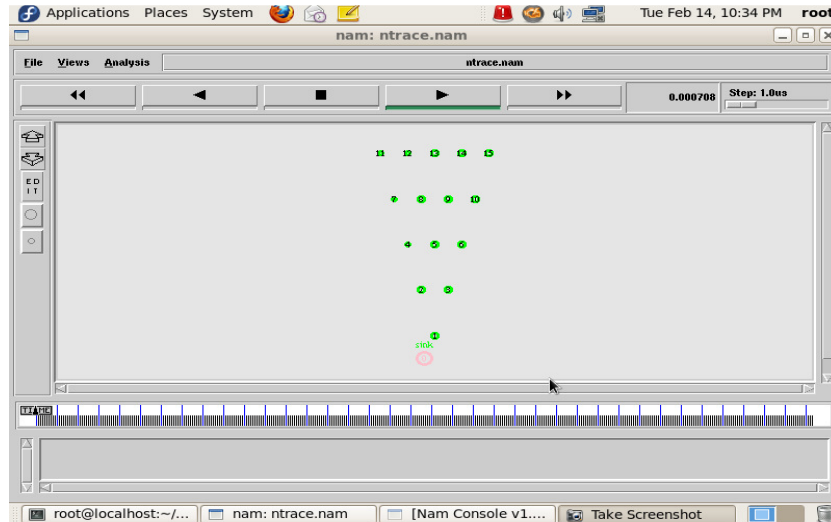 Applications Places System Tue Feb 14, 10:34 PM root
nam: ntrace.nam
File Views Analysis ntrace.nam
0.000708 Step: 1.0us
11 12 13 14 15
7 8 9 10
4 5 6
2 3
1
sink
E D
I T
TIME
root@localhost:~/... nam: ntrace.nam [Nam Console v1.... Take Screenshot